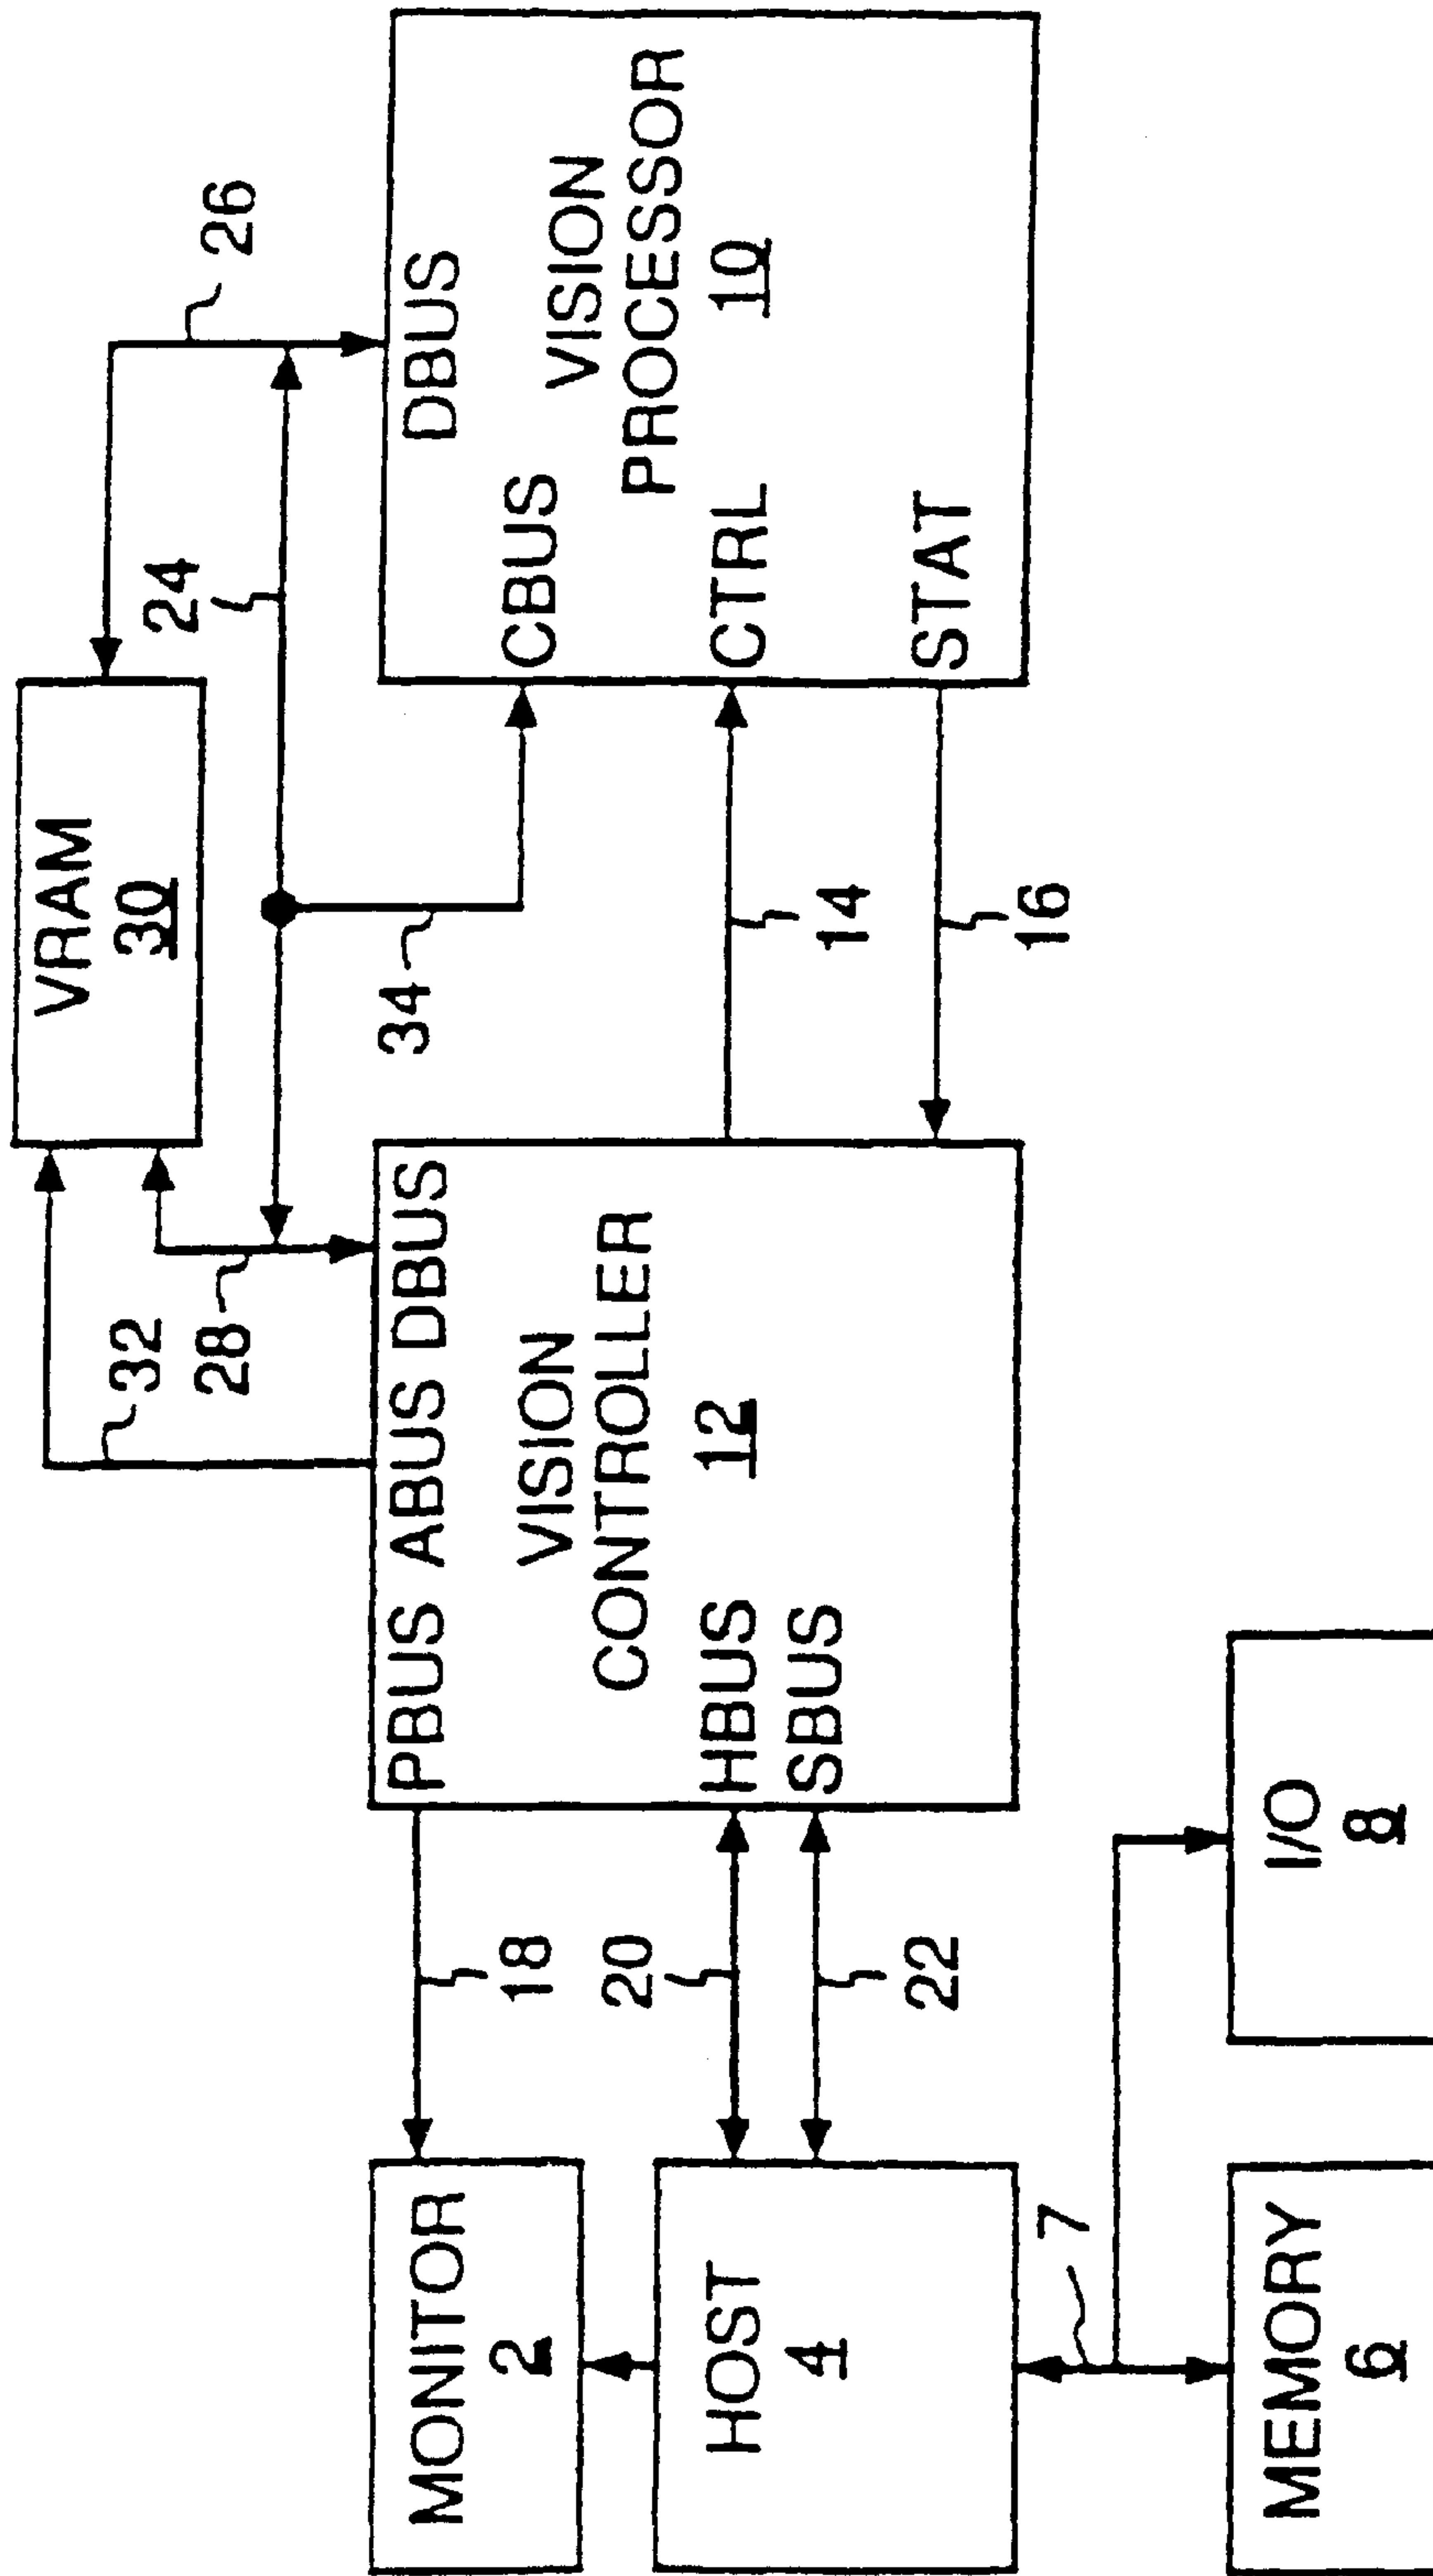 VRAM
30
26
24
32
28
34
PBUS ABUS DBUS
VISION
CONTROLLER
12
HBUS
SBUS
DBUS
CBUS
VISION
PROCESSOR
10
CTRL
STAT
14
16
18
20
22
MONITOR
2
HOST
4
7
MEMORY
6
I/O
8